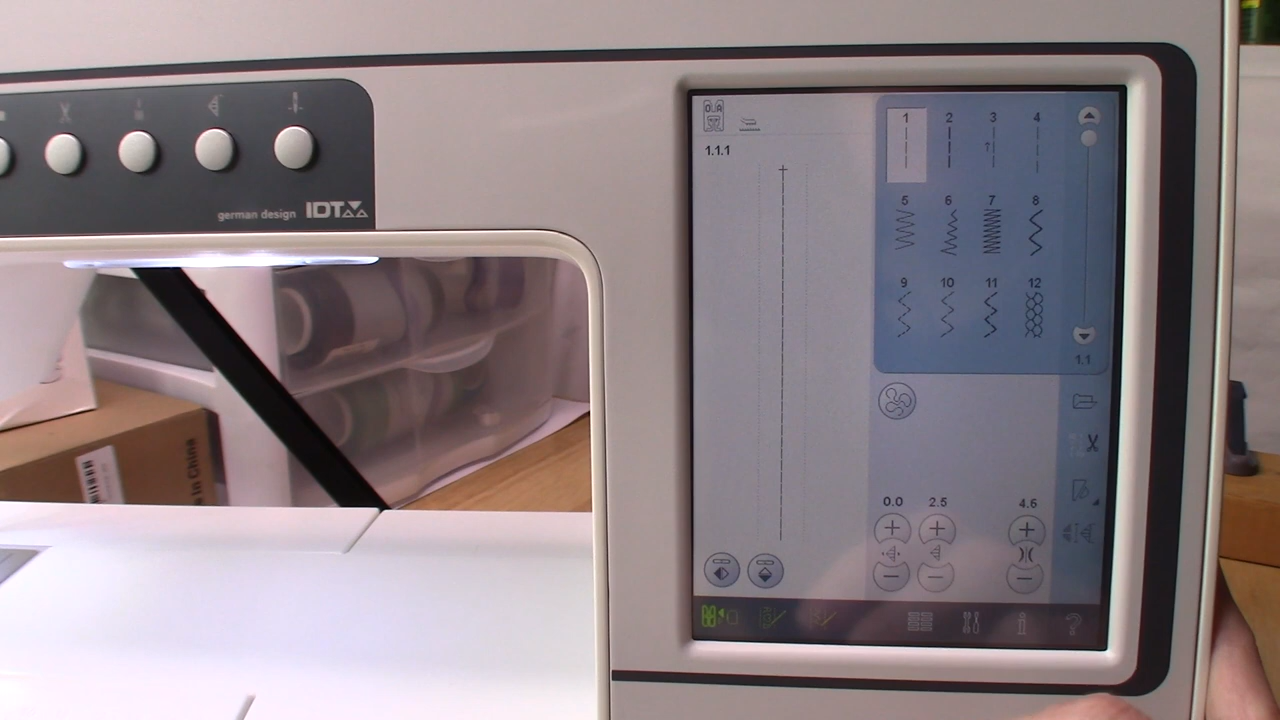 german design IDT
in China
0LA
1.1.1
1 2 3 4
5 6 7 8
9 10 11 12
1.1
0.0 2.5 4.6